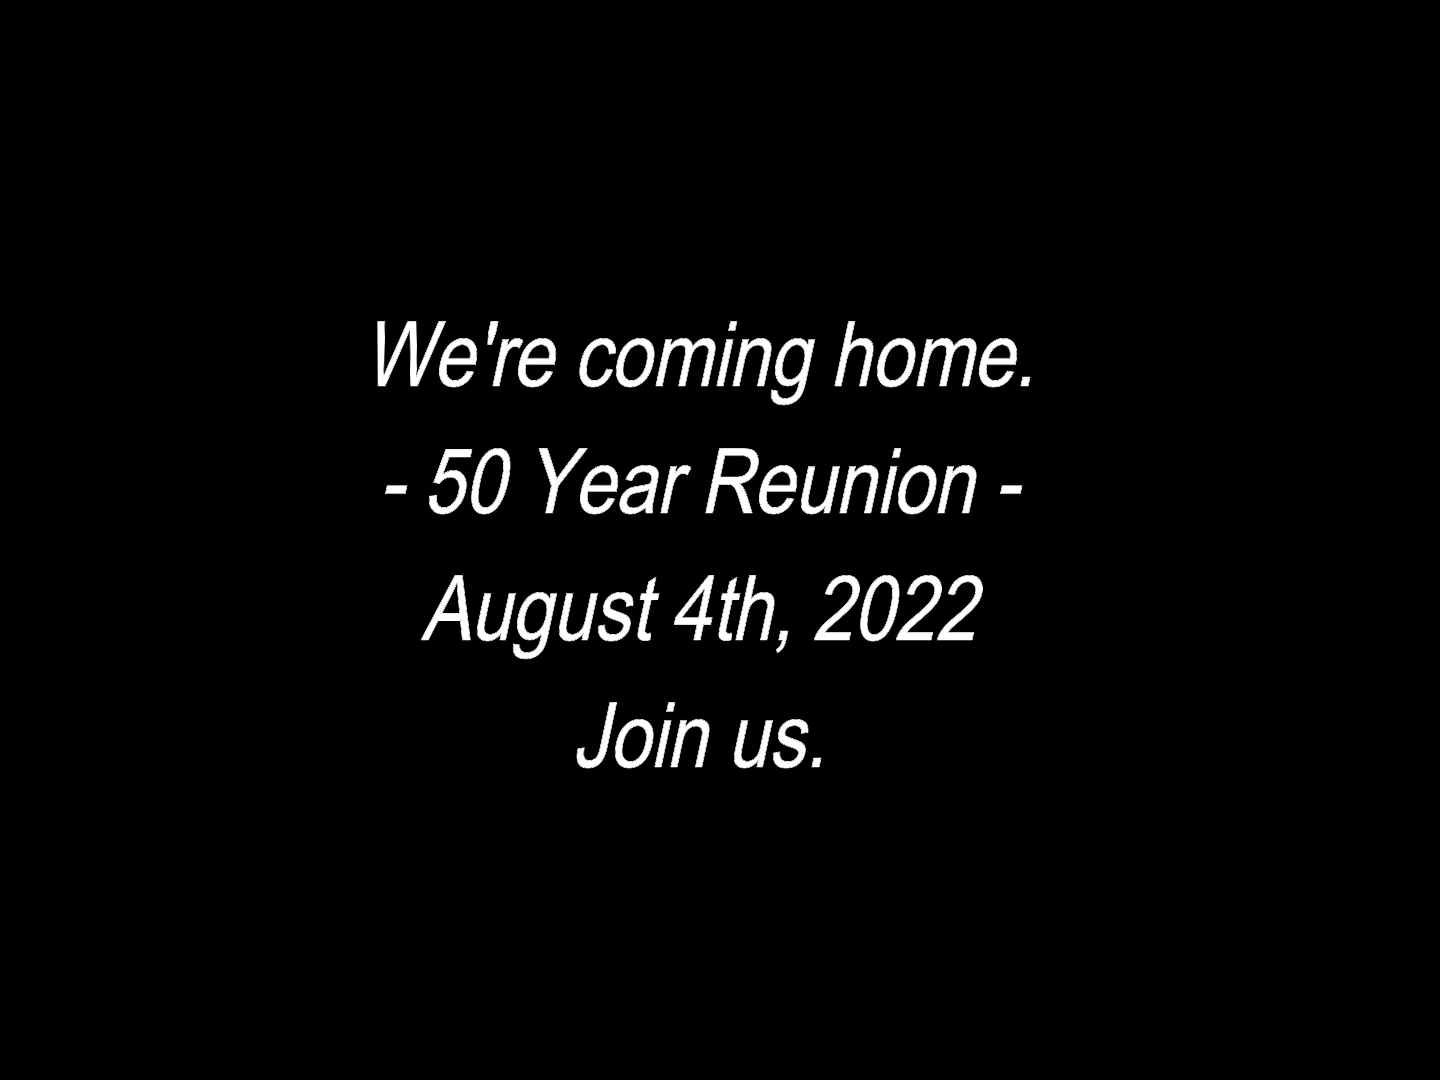 We're coming home.
- 50 Year Reunion -
August 4th, 2022
Join us.